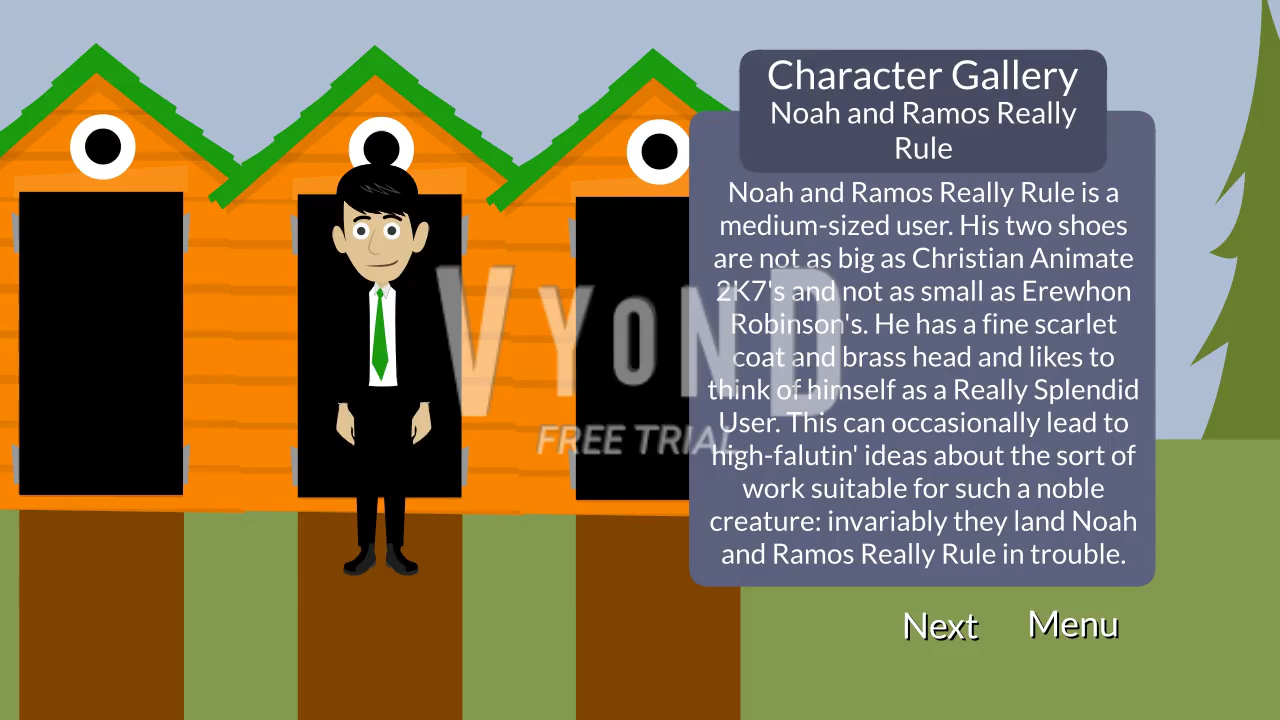 Character Gallery
Noah and Ramos Really
Rule
Noah and Ramos Really Rule is a
medium-sized user. His two shoes
are not as big as Christian Animate
2K7's and not as small as Erewhon
Robinson's. He has a fine scarlet
coat and brass head and likes to
think of himself as a Really Splendid
User. This can occasionally lead to
high-falutin' ideas about the sort of
work suitable for such a noble
creature: invariably they land Noah
and Ramos Really Rule in trouble.
VYOND
FREE TRIAL
Next
Menu